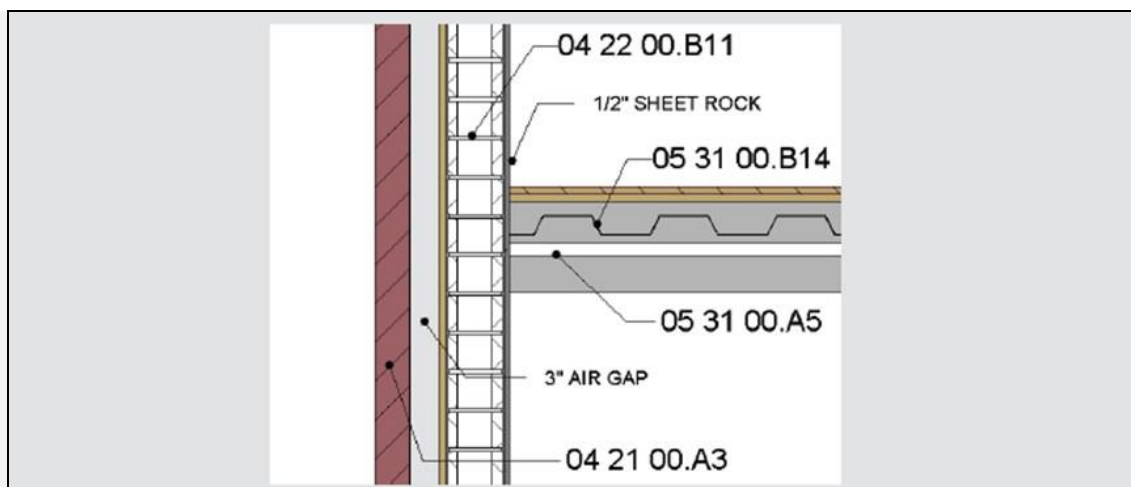 04 22 00.B11
1/2" SHEET ROCK
05 31 00.B14
05 31 00.A5
3" AIR GAP
04 21 00.A3